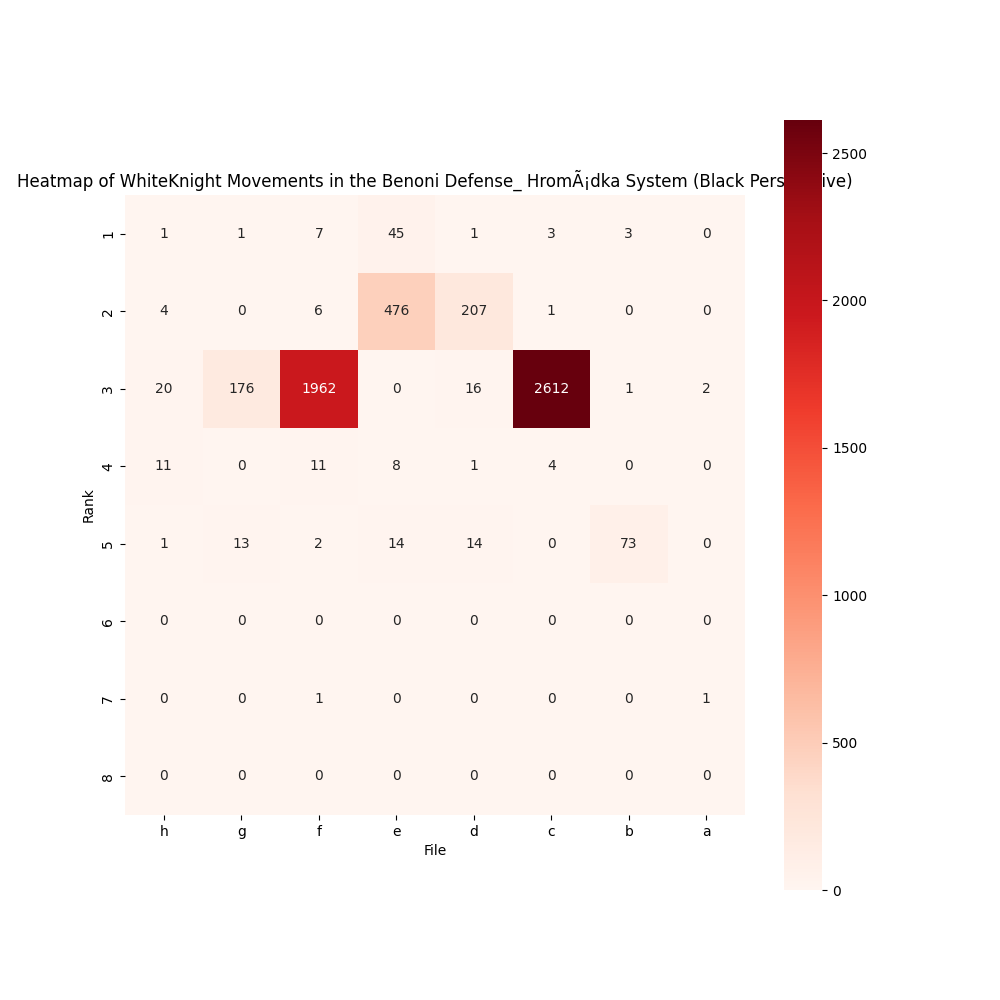 Heatmap of WhiteKnight Movements in the Benoni Defense_ HromÃ¡dka System (Black Perspective)
1 1 1 7 45 1 3 3 0
2 4 0 6 476 207 1 0 0
3 20 176 1962 0 16 2612 1 2
4 11 0 11 8 1 4 0 0
5 1 13 2 14 14 0 73 0
6 0 0 0 0 0 0 0 0
7 0 0 1 0 0 0 0 1
8 0 0 0 0 0 0 0 0
h g f e d c b a
File
Rank
2500
2000
1500
1000
500
0